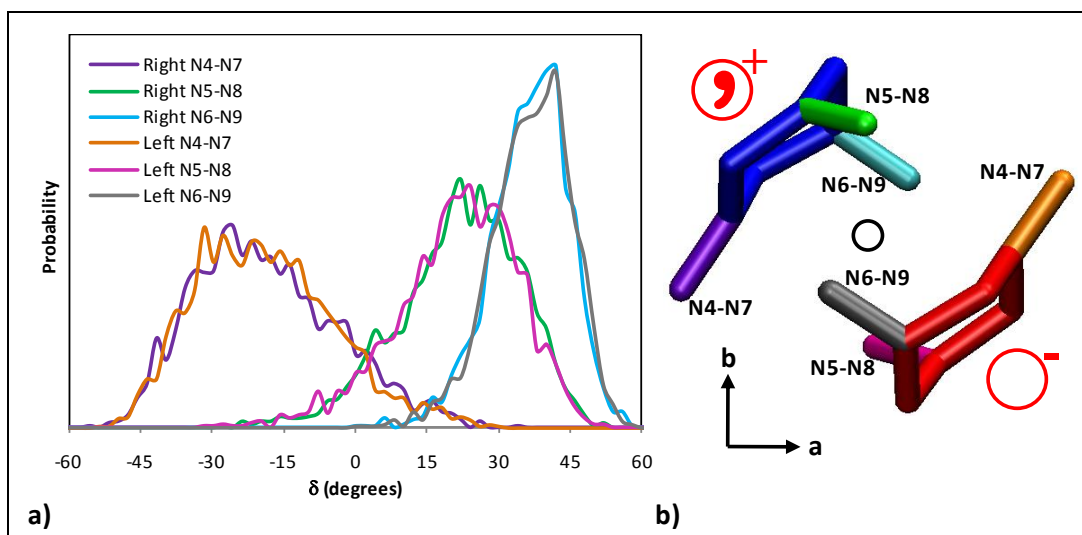 Right N4-N7
Right N5-N8
Right N6-N9
Left N4-N7
Left N5-N8
Left N6-N9
Probability
-60 -45 -30 -15 0 15 30 45 60
δ (degrees)
a)
,
+
N5-N8
N6-N9
N4-N7
N4-N7
N6-N9
N5-N8
-
b
a
b)